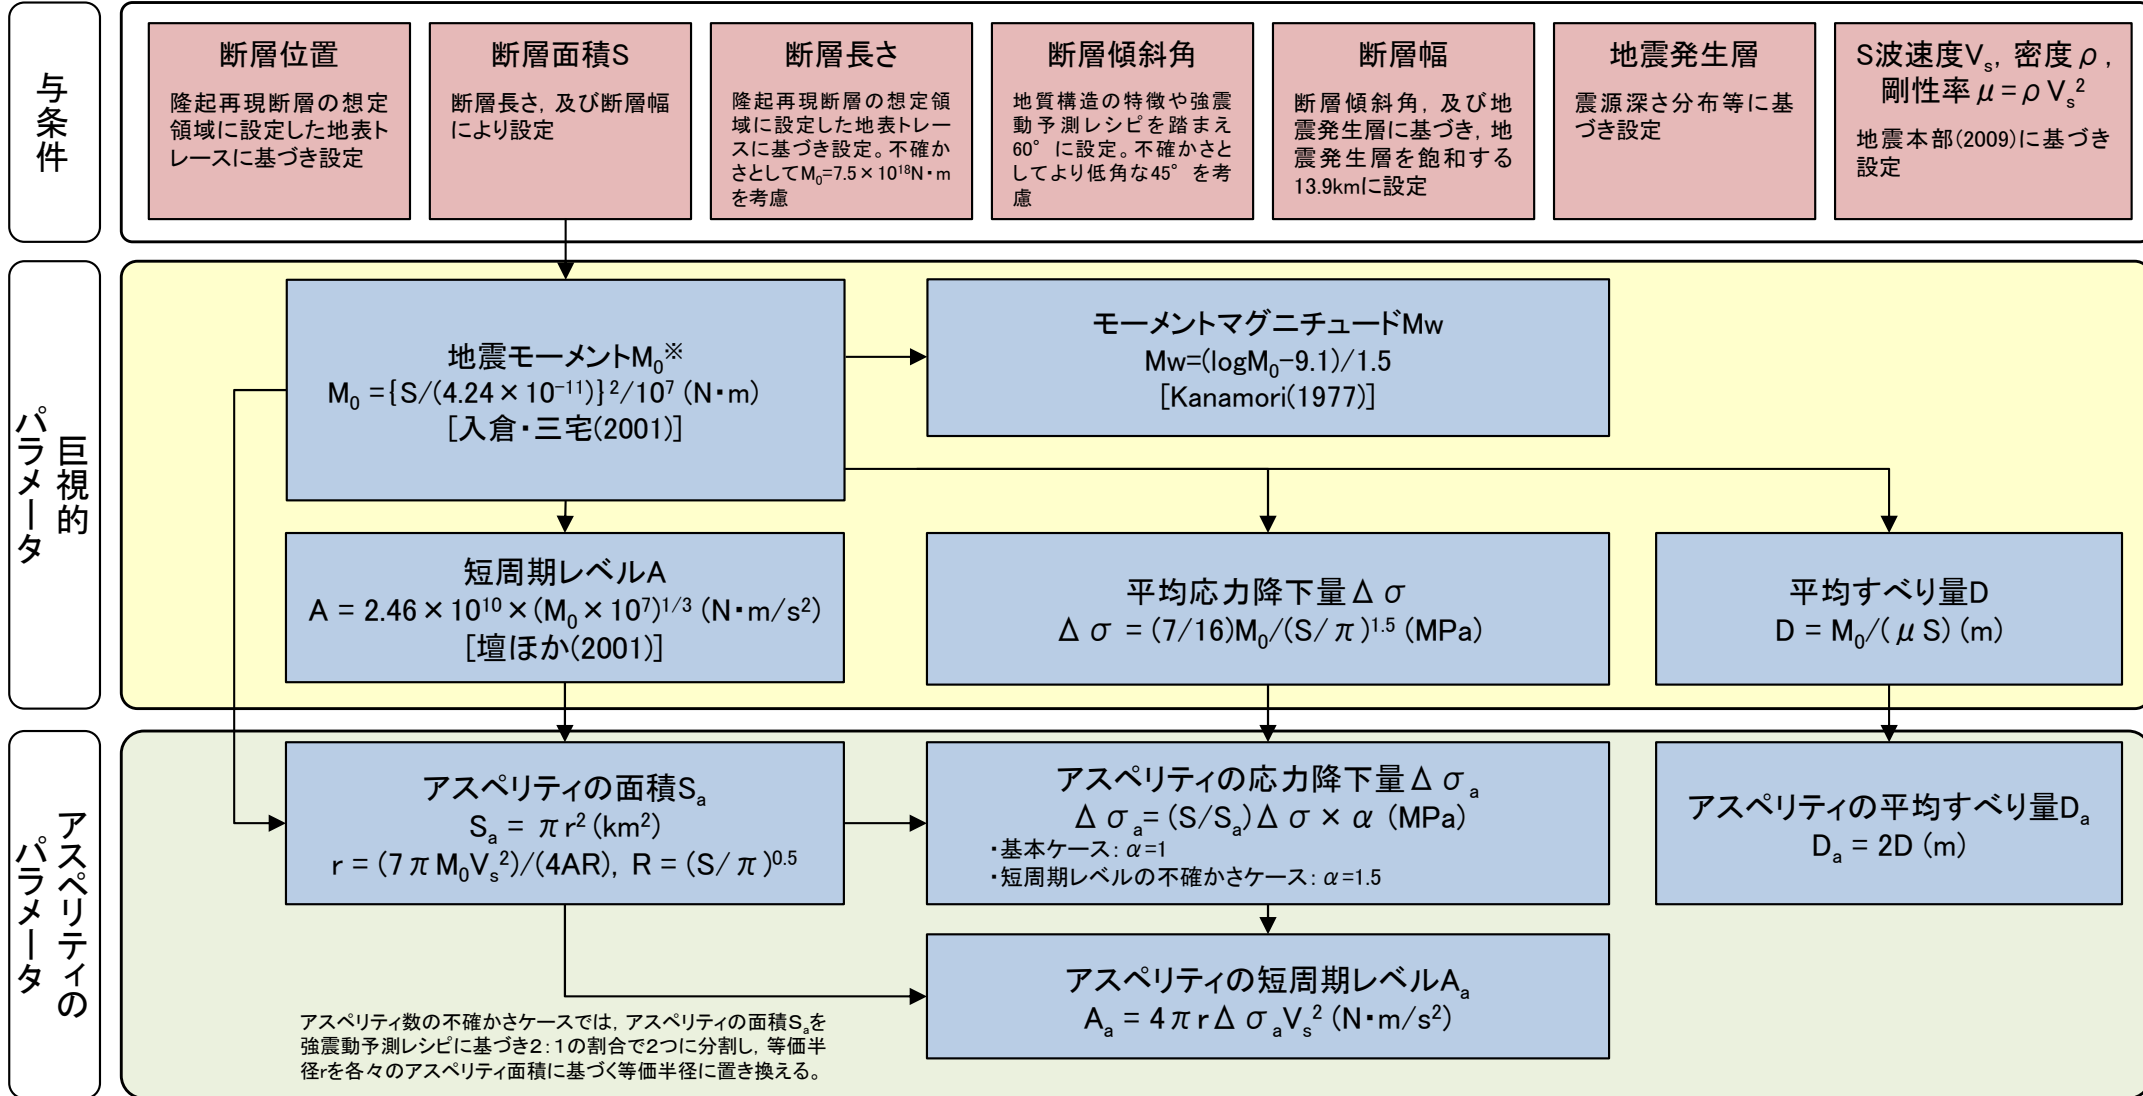 与条件
断層位置
隆起再現断層の想定
領域に設定した地表ト
レースに基づき設定
断層面積S
断層長さ，及び断層幅
により設定
断層長さ
隆起再現断層の想定領
域に設定した地表トレー
スに基づき設定。不確か
さとしてM₀=7.5×10¹⁸N・m
を考慮
断層傾斜角
地質構造の特徴や強震
動予測レシピを踏まえ
60°に設定。不確かさと
してより低角な45°を考
慮
断層幅
断層傾斜角，及び地
震発生層に基づき，地
震発生層を飽和する
13.9kmに設定
地震発生層
震源深さ分布等に基
づき設定
S波速度Vₛ，密度ρ，
剛性率μ=ρVₛ²
地震本部(2009)に基づき
設定
巨視的
パラメータ
地震モーメントM₀※
M₀={S/(4.24×10⁻¹¹)}²/10⁷ (N・m)
[入倉・三宅(2001)]
モーメントマグニチュードMw
Mw=(logM₀−9.1)/1.5
[Kanamori(1977)]
短周期レベルA
A = 2.46×10¹⁰×(M₀×10⁷)¹ᐟ³ (N・m/s²)
[壇ほか(2001)]
平均応力降下量Δσ
Δσ = (7/16)M₀/(S/π)¹·⁵ (MPa)
平均すべり量D
D = M₀/(μS) (m)
アスペリティの
パラメータ
アスペリティの面積Sₐ
Sₐ = πr² (km²)
r = (7πM₀Vₛ²)/(4AR)，R = (S/π)⁰·⁵
アスペリティの応力降下量Δσₐ
Δσₐ= (S/Sₐ)Δσ×α (MPa)
・基本ケース：α=1
・短周期レベルの不確かさケース：α=1.5
アスペリティの平均すべり量Dₐ
Dₐ = 2D (m)
アスペリティの短周期レベルAₐ
Aₐ = 4πrΔσₐVₛ² (N・m/s²)
アスペリティ数の不確かさケースでは，アスペリティの面積Sₐを
強震動予測レシピに基づき2：1の割合で2つに分割し，等価半
径rを各々のアスペリティ面積に基づく等価半径に置き換える。